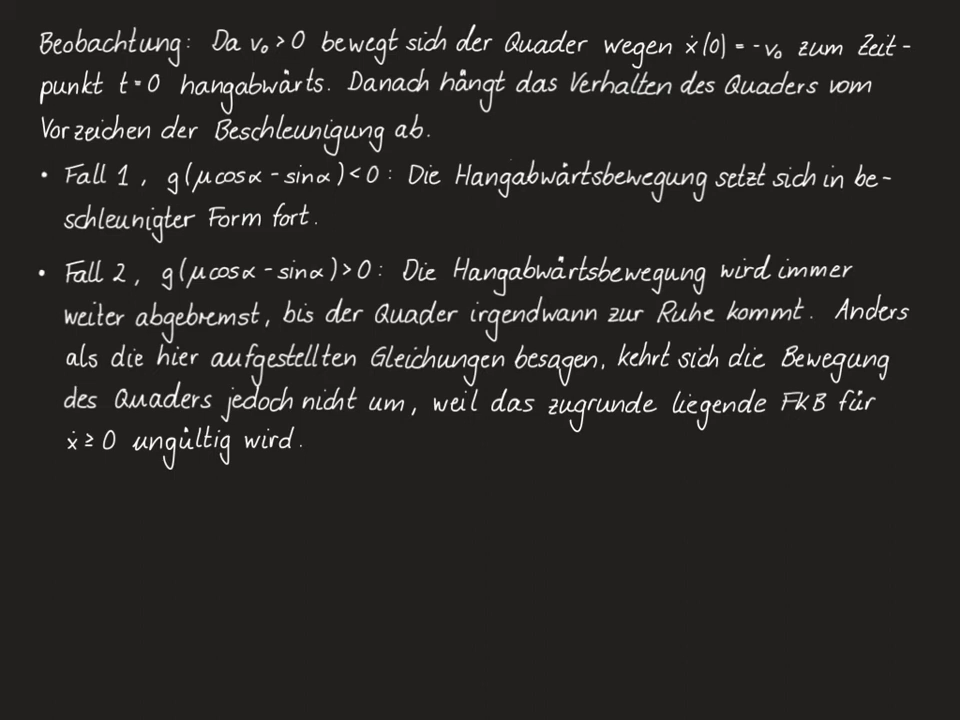 Beobachtung: Da v₀ > 0 bewegt sich der Quader wegen ẋ(0) = -v₀ zum Zeit-
punkt t = 0 hangabwärts. Danach hängt das Verhalten des Quaders vom
Vorzeichen der Beschleunigung ab.
• Fall 1, g(μcosα - sinα) < 0: Die Hangabwärtsbewegung setzt sich in be-
schleunigter Form fort.
• Fall 2, g(μcosα - sinα) > 0: Die Hangabwärtsbewegung wird immer
weiter abgebremst, bis der Quader irgendwann zur Ruhe kommt. Anders
als die hier aufgestellten Gleichungen besagen, kehrt sich die Bewegung
des Quaders jedoch nicht um, weil das zugrunde liegende FKB für
ẋ ≥ 0 ungültig wird.